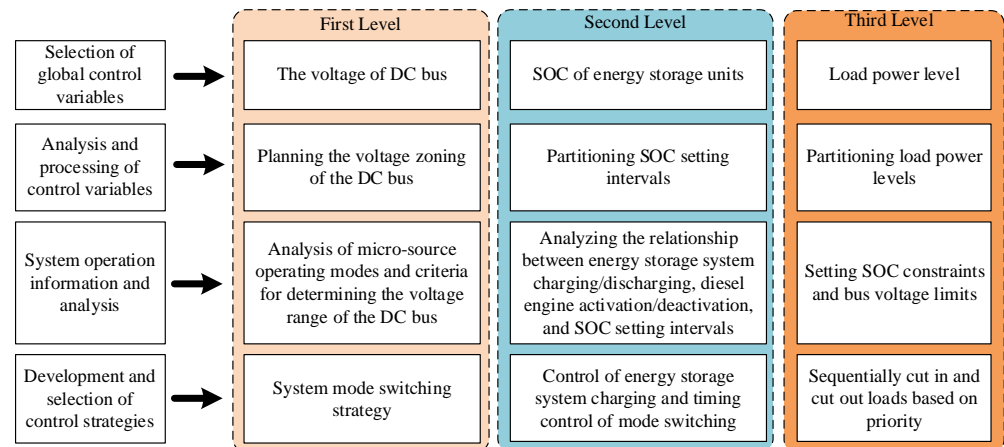 First Level
Second Level
Third Level
Selection of
global control
variables
The voltage of DC bus
SOC of energy storage units
Load power level
Analysis and
processing of
control variables
Planning the voltage zoning
of the DC bus
Partitioning SOC setting
intervals
Partitioning load power
levels
System operation
information and
analysis
Analysis of micro-source
operating modes and criteria
for determining the voltage
range of the DC bus
Analyzing the relationship
between energy storage system
charging/discharging, diesel
engine activation/deactivation,
and SOC setting intervals
Setting SOC constraints
and bus voltage limits
Development and
selection of
control strategies
System mode switching
strategy
Control of energy storage
system charging and timing
control of mode switching
Sequentially cut in and
cut out loads based on
priority